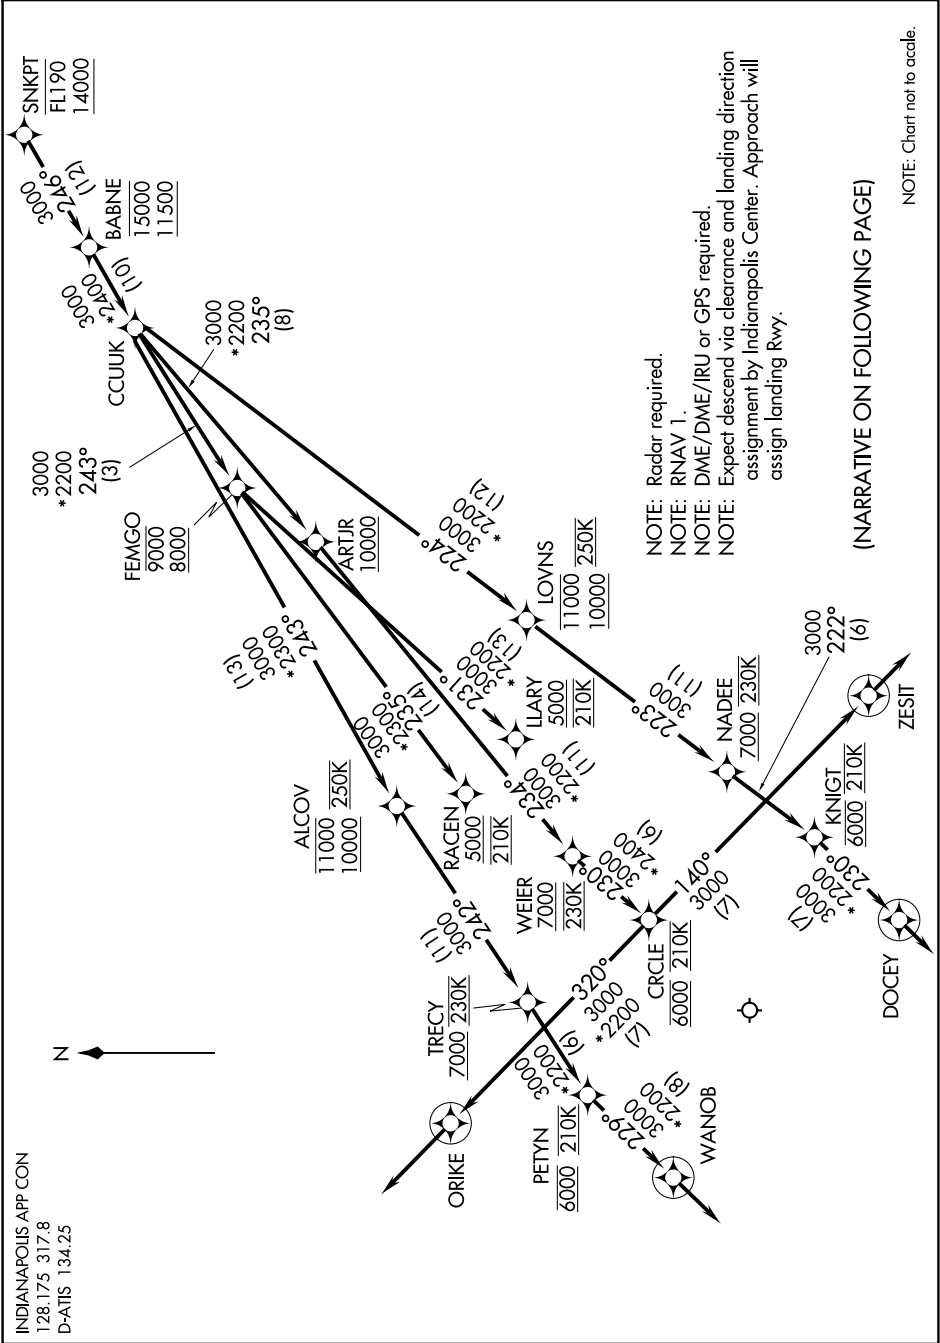 INDIANAPOLIS APP CON
128.175 317.8
D-ATIS 134.25
N
SNKPT
FL190
14000
3000
246°
(12)
BABNE
15000
11500
3000
*2400
(10)
CCUUK
3000
*2200
243°
(3)
3000
*2200
235°
(8)
FEMGO
9000
8000
ARTJR
10000
(13)
3000
*2300
243°
224°
3000
*2200
(12)
ALCOV
11000 250K
10000
3000
*2300
235°
(14)
231°
3000
*2200
(13)
LOVNS
11000 250K
10000
RACEN
5000
210K
LLARY
5000
210K
234°
3000
*2200
(11)
223°
3000
(11)
(11)
3000
242°
WEIER
7000
230K
230°
3000
*2400
(6)
NADEE
7000 230K
3000
222°
(6)
TRECY
7000 230K
CRCLE
6000 210K
140°
3000
(7)
320°
3000
*2200
(7)
KNIGT
6000 210K
ZESIT
3000
*2200
(6)
ORIKE
PETYN
6000 210K
229°
3000
*2200
(8)
WANOB
(7)
3000
*2200
230°
DOCEY
NOTE: Radar required.
NOTE: RNAV 1.
NOTE: DME/DME/IRU or GPS required.
NOTE: Expect descend via clearance and landing direction
assignment by Indianapolis Center. Approach will
assign landing Rwy.
(NARRATIVE ON FOLLOWING PAGE)
NOTE: Chart not to acale.